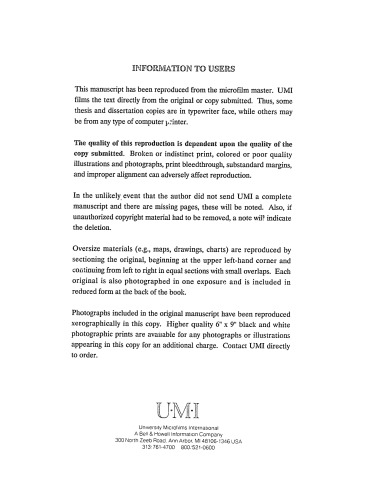 INFORMATION TO USERS
This manuscript has been reproduced from the microfilm master. UMI
films the text directly from the original or copy submitted. Thus, some
thesis and dissertation copies are in typewriter face, while others may
be from any type of computer printer.
The quality of this reproduction is dependent upon the quality of the
copy submitted. Broken or indistinct print, colored or poor quality
illustrations and photographs, print bleedthrough, substandard margins,
and improper alignment can adversely affect reproduction.
In the unlikely event that the author did not send UMI a complete
manuscript and there are missing pages, these will be noted. Also, if
unauthorized copyright material had to be removed, a note will indicate
the deletion.
Oversize materials (e.g., maps, drawings, charts) are reproduced by
sectioning the original, beginning at the upper left-hand corner and
continuing from left to right in equal sections with small overlaps. Each
original is also photographed in one exposure and is included in
reduced form at the back of the book.
Photographs included in the original manuscript have been reproduced
xerographically in this copy. Higher quality 6" x 9" black and white
photographic prints are available for any photographs or illustrations
appearing in this copy for an additional charge. Contact UMI directly
to order.
U·M·I
University Microfilms International
A Bell & Howell Information Company
300 North Zeeb Road, Ann Arbor, MI 48106-1346 USA
313/761-4700 800/521-0600